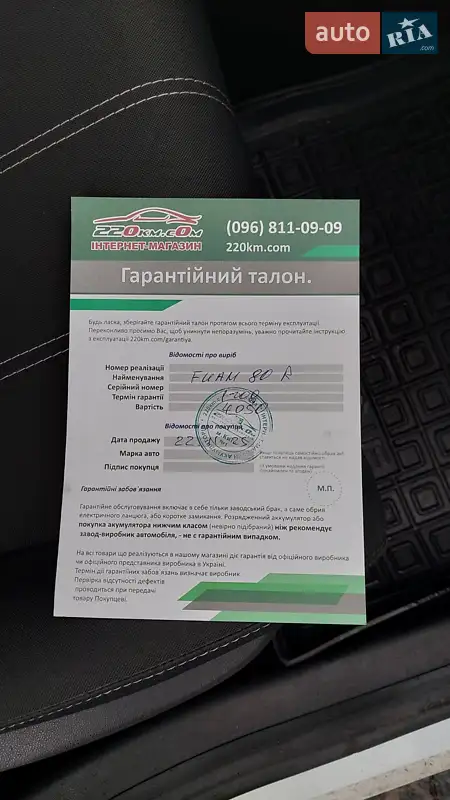 auto RIA .com
220KM.COM
ІНТЕРНЕТ-МАГАЗИН
(096) 811-09-09
220km.com
Гарантійний талон.
Будь ласка, зберігайте гарантійний талон протягом всього терміну експлуатації.
Переконливо просимо Вас, щоб уникнути непорозумінь, уважно прочитайте інструкцію
з експлуатації 220km.com/garantiya.
Відомості про виріб
Номер реалізації
Найменування 80 А
Серійний номер
Термін гарантії
Вартість 4050
Відомості про покупця
Дата продажу 22
Марка авто
Підпис покупця
М.П.
Гарантійні забов'язання
Гарантійне обслуговування включає в себе тільки заводський брак, а саме обрив
електричного ланцюга, або коротке замикання. Розряджений аккумулятор або
покупка акумулятора нижчим класом (невірно підібраний) ніж рекомендує
завод-виробник автомобіля, - не є гарантійним випадком.
На всі товари що реалізуються в нашому магазині діє гарантія від офіційного виробника
чи офіційного представника виробника в Україні.
Термін дії гарантійних забов язань визначає виробник
Перевірка відсутності дефектів
проводиться при передачі
товару Покупцеві.